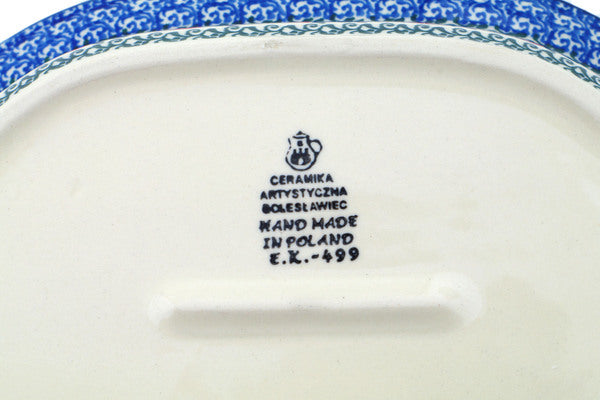 CERAMIKA
ARTYSTYCZNA
BOLESŁAWIEC
HAND MADE
IN POLAND
E.K.-499